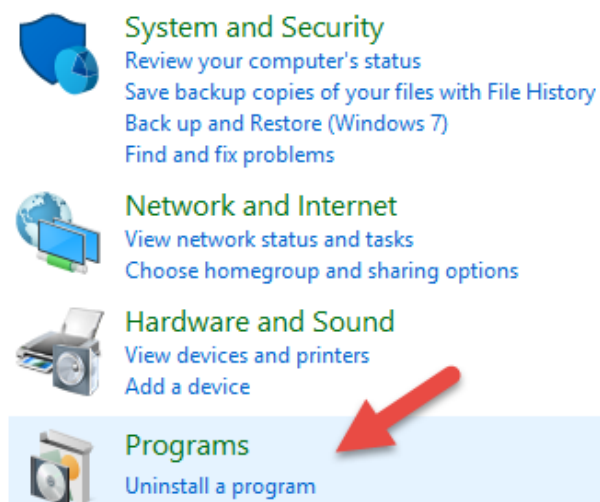 System and Security
Review your computer's status
Save backup copies of your files with File History
Back up and Restore (Windows 7)
Find and fix problems
Network and Internet
View network status and tasks
Choose homegroup and sharing options
Hardware and Sound
View devices and printers
Add a device
Programs
Uninstall a program